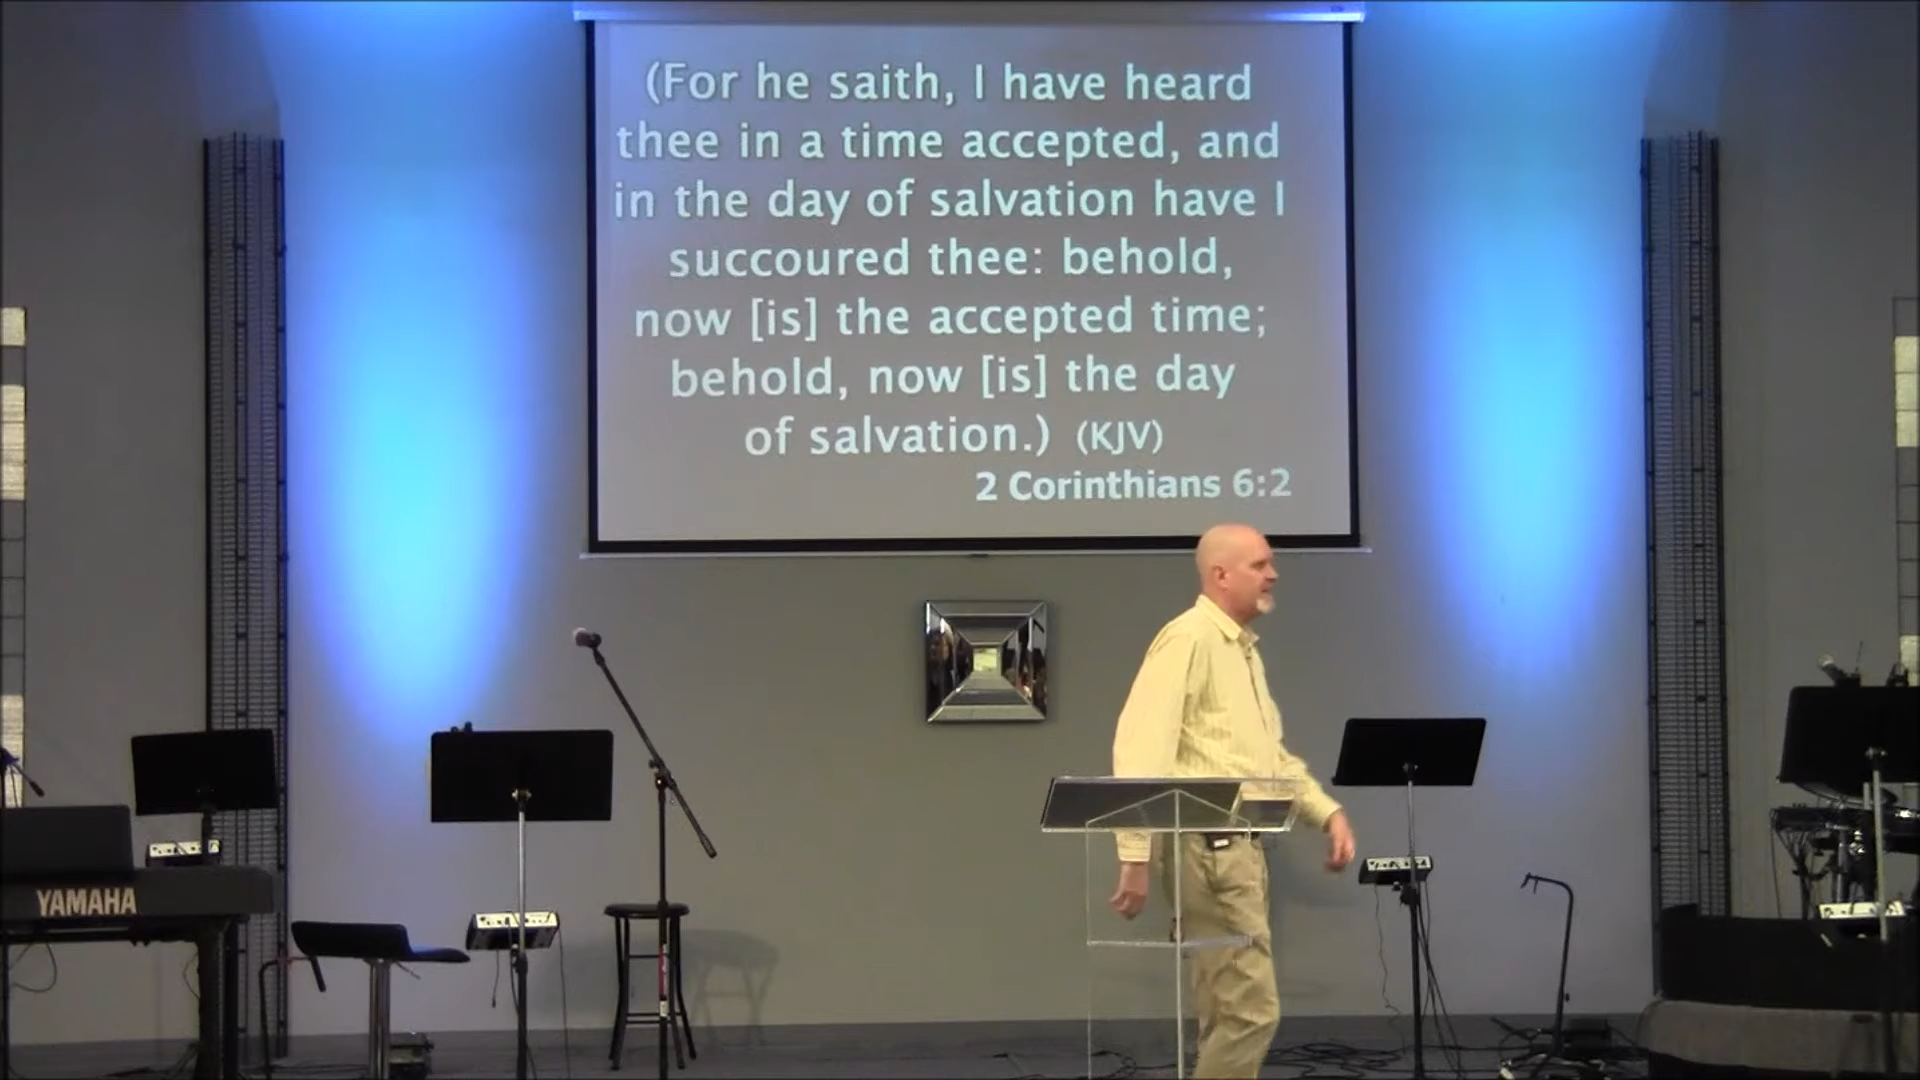 (For he saith, I have heard
thee in a time accepted, and
in the day of salvation have I
succoured thee: behold,
now [is] the accepted time;
behold, now [is] the day
of salvation.) (KJV)
2 Corinthians 6:2
YAMAHA